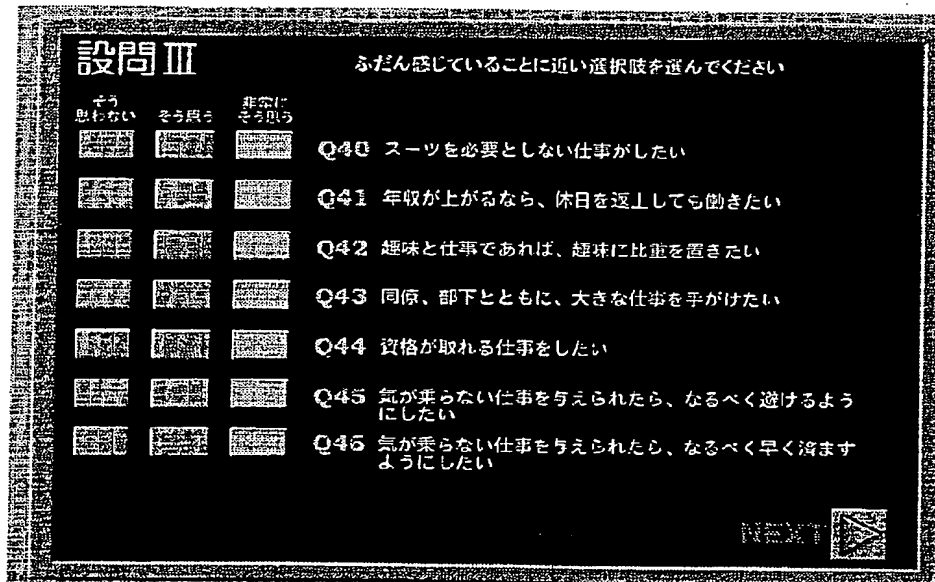 設問Ⅲ
ふだん感じていることに近い選択肢を選んでください
そう
思わない
そう思う
非常に
そう思う
Q40 スーツを必要としない仕事がしたい
Q41 年収が上がるなら、休日を返上しても働きたい
Q42 趣味と仕事であれば、趣味に比重を置きたい
Q43 同僚、部下とともに、大きな仕事を手がけたい
Q44 資格が取れる仕事をしたい
Q45 気が乗らない仕事を与えられたら、なるべく避けるよう
にしたい
Q46 気が乗らない仕事を与えられたら、なるべく早く済ます
ようにしたい
NEXT